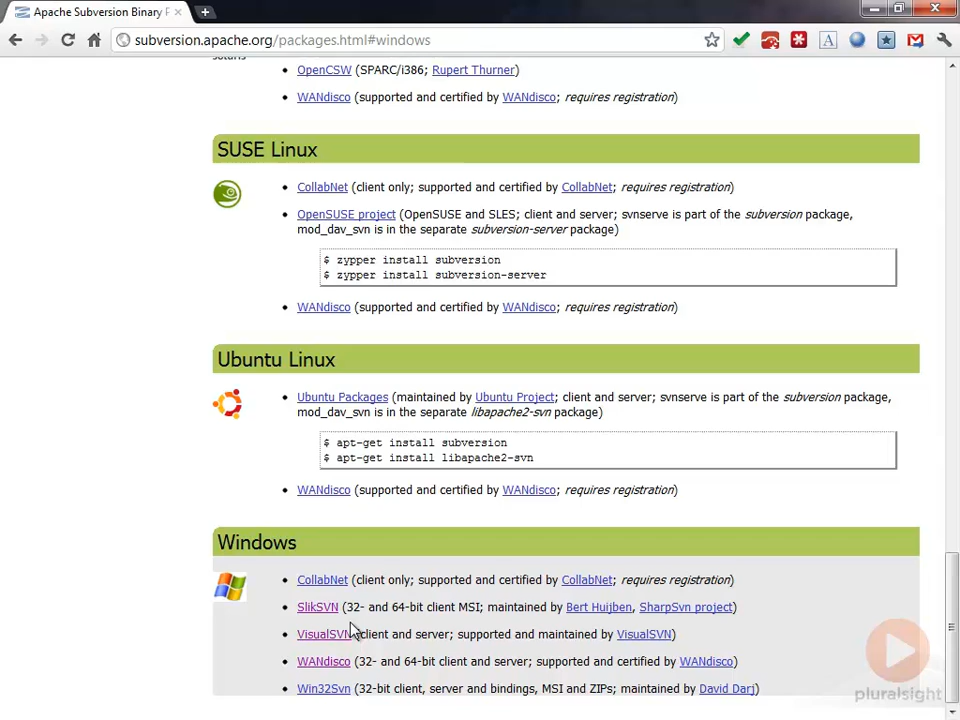 Apache Subversion Binary P
subversion.apache.org/packages.html#windows
OpenCSW (SPARC/i386; Rupert Thurner)
WANdisco (supported and certified by WANdisco; requires registration)
SUSE Linux
CollabNet (client only; supported and certified by CollabNet; requires registration)
OpenSUSE project (OpenSUSE and SLES; client and server; svnserve is part of the subversion package,
mod_dav_svn is in the separate subversion-server package)
$ zypper install subversion
$ zypper install subversion-server
WANdisco (supported and certified by WANdisco; requires registration)
Ubuntu Linux
Ubuntu Packages (maintained by Ubuntu Project; client and server; svnserve is part of the subversion package,
mod_dav_svn is in the separate libapache2-svn package)
$ apt-get install subversion
$ apt-get install libapache2-svn
WANdisco (supported and certified by WANdisco; requires registration)
Windows
CollabNet (client only; supported and certified by CollabNet; requires registration)
SlikSVN (32- and 64-bit client MSI; maintained by Bert Huijben, SharpSvn project)
VisualSVN client and server; supported and maintained by VisualSVN)
WANdisco (32- and 64-bit client and server; supported and certified by WANdisco)
Win32Svn (32-bit client, server and bindings, MSI and ZIPs; maintained by David Darj)
pluralsight